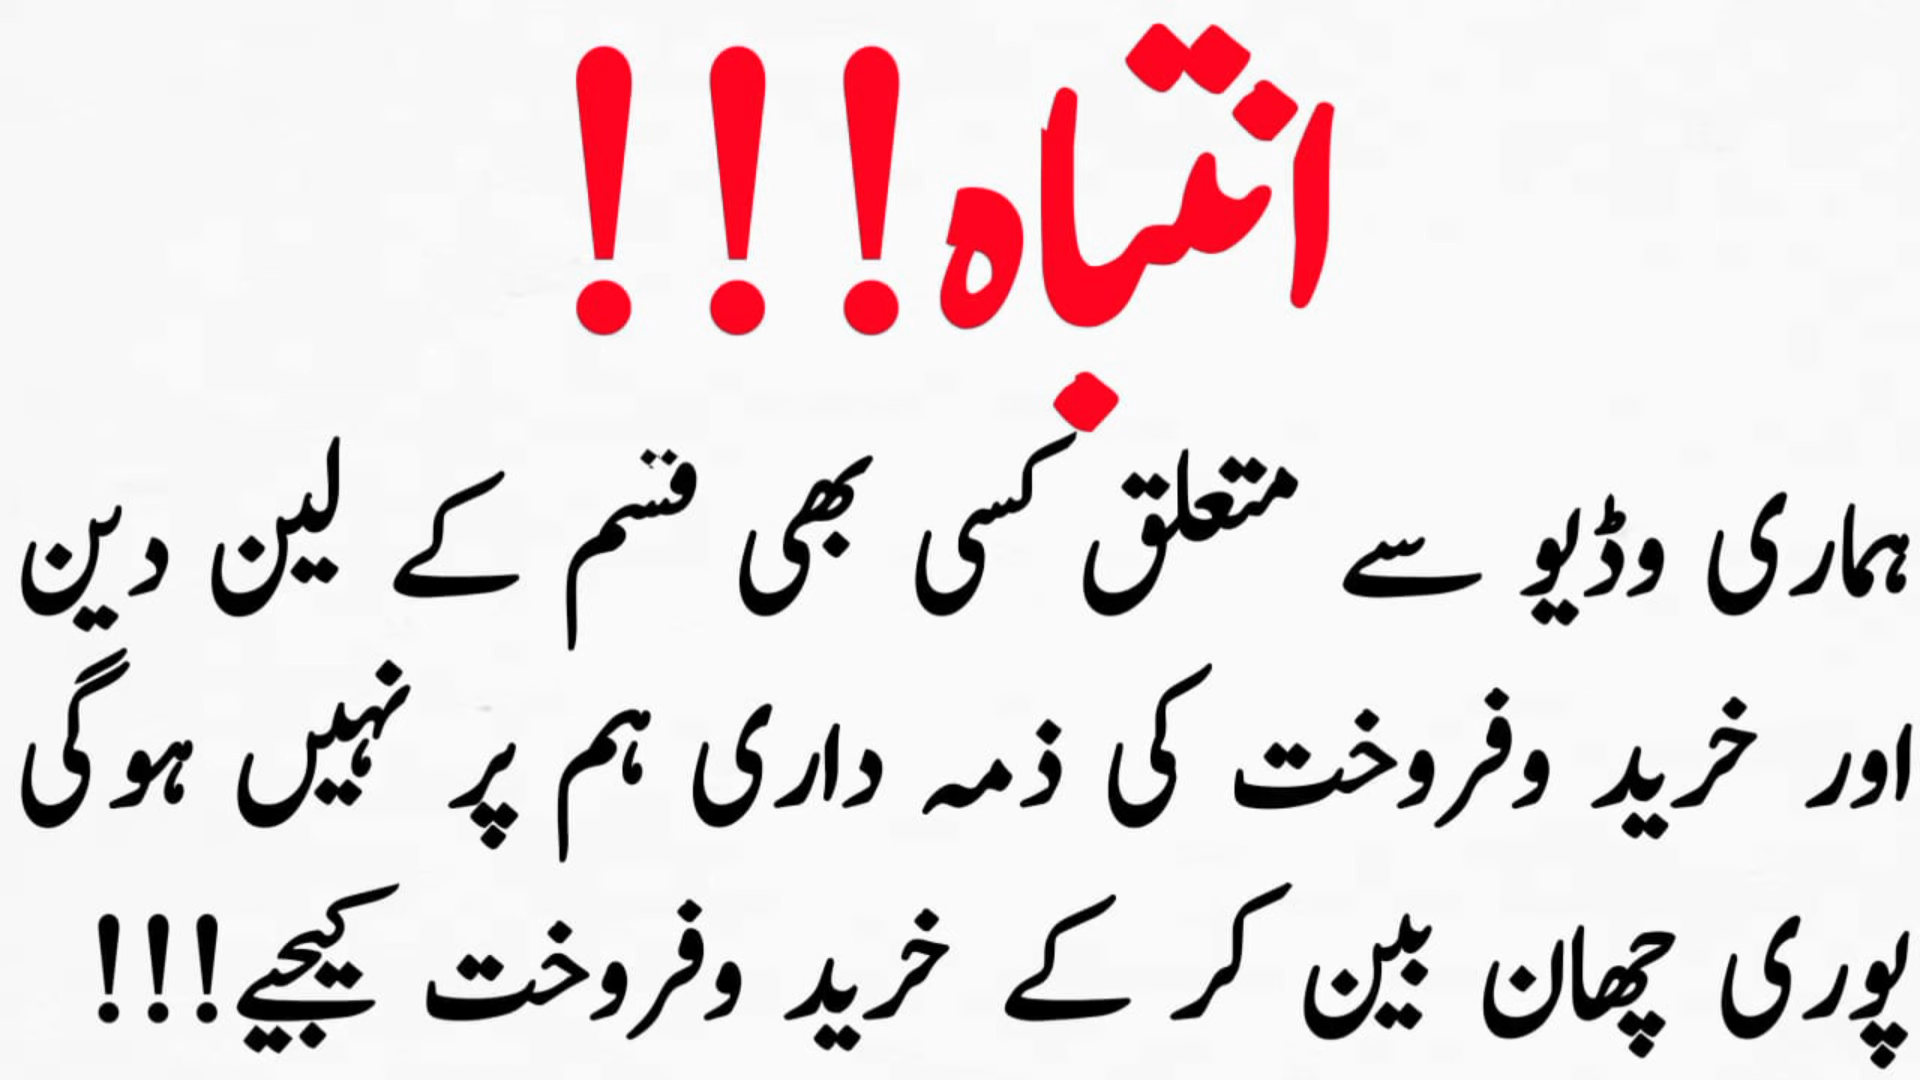 انتباہ!!!
ہماری وڈیو سے متعلق کسی بھی قسم کے لین دین
اور خرید وفروخت کی ذمہ داری ہم پر نہیں ہوگی
پوری چھان بین کر کے خرید وفروخت کیجیے!!!